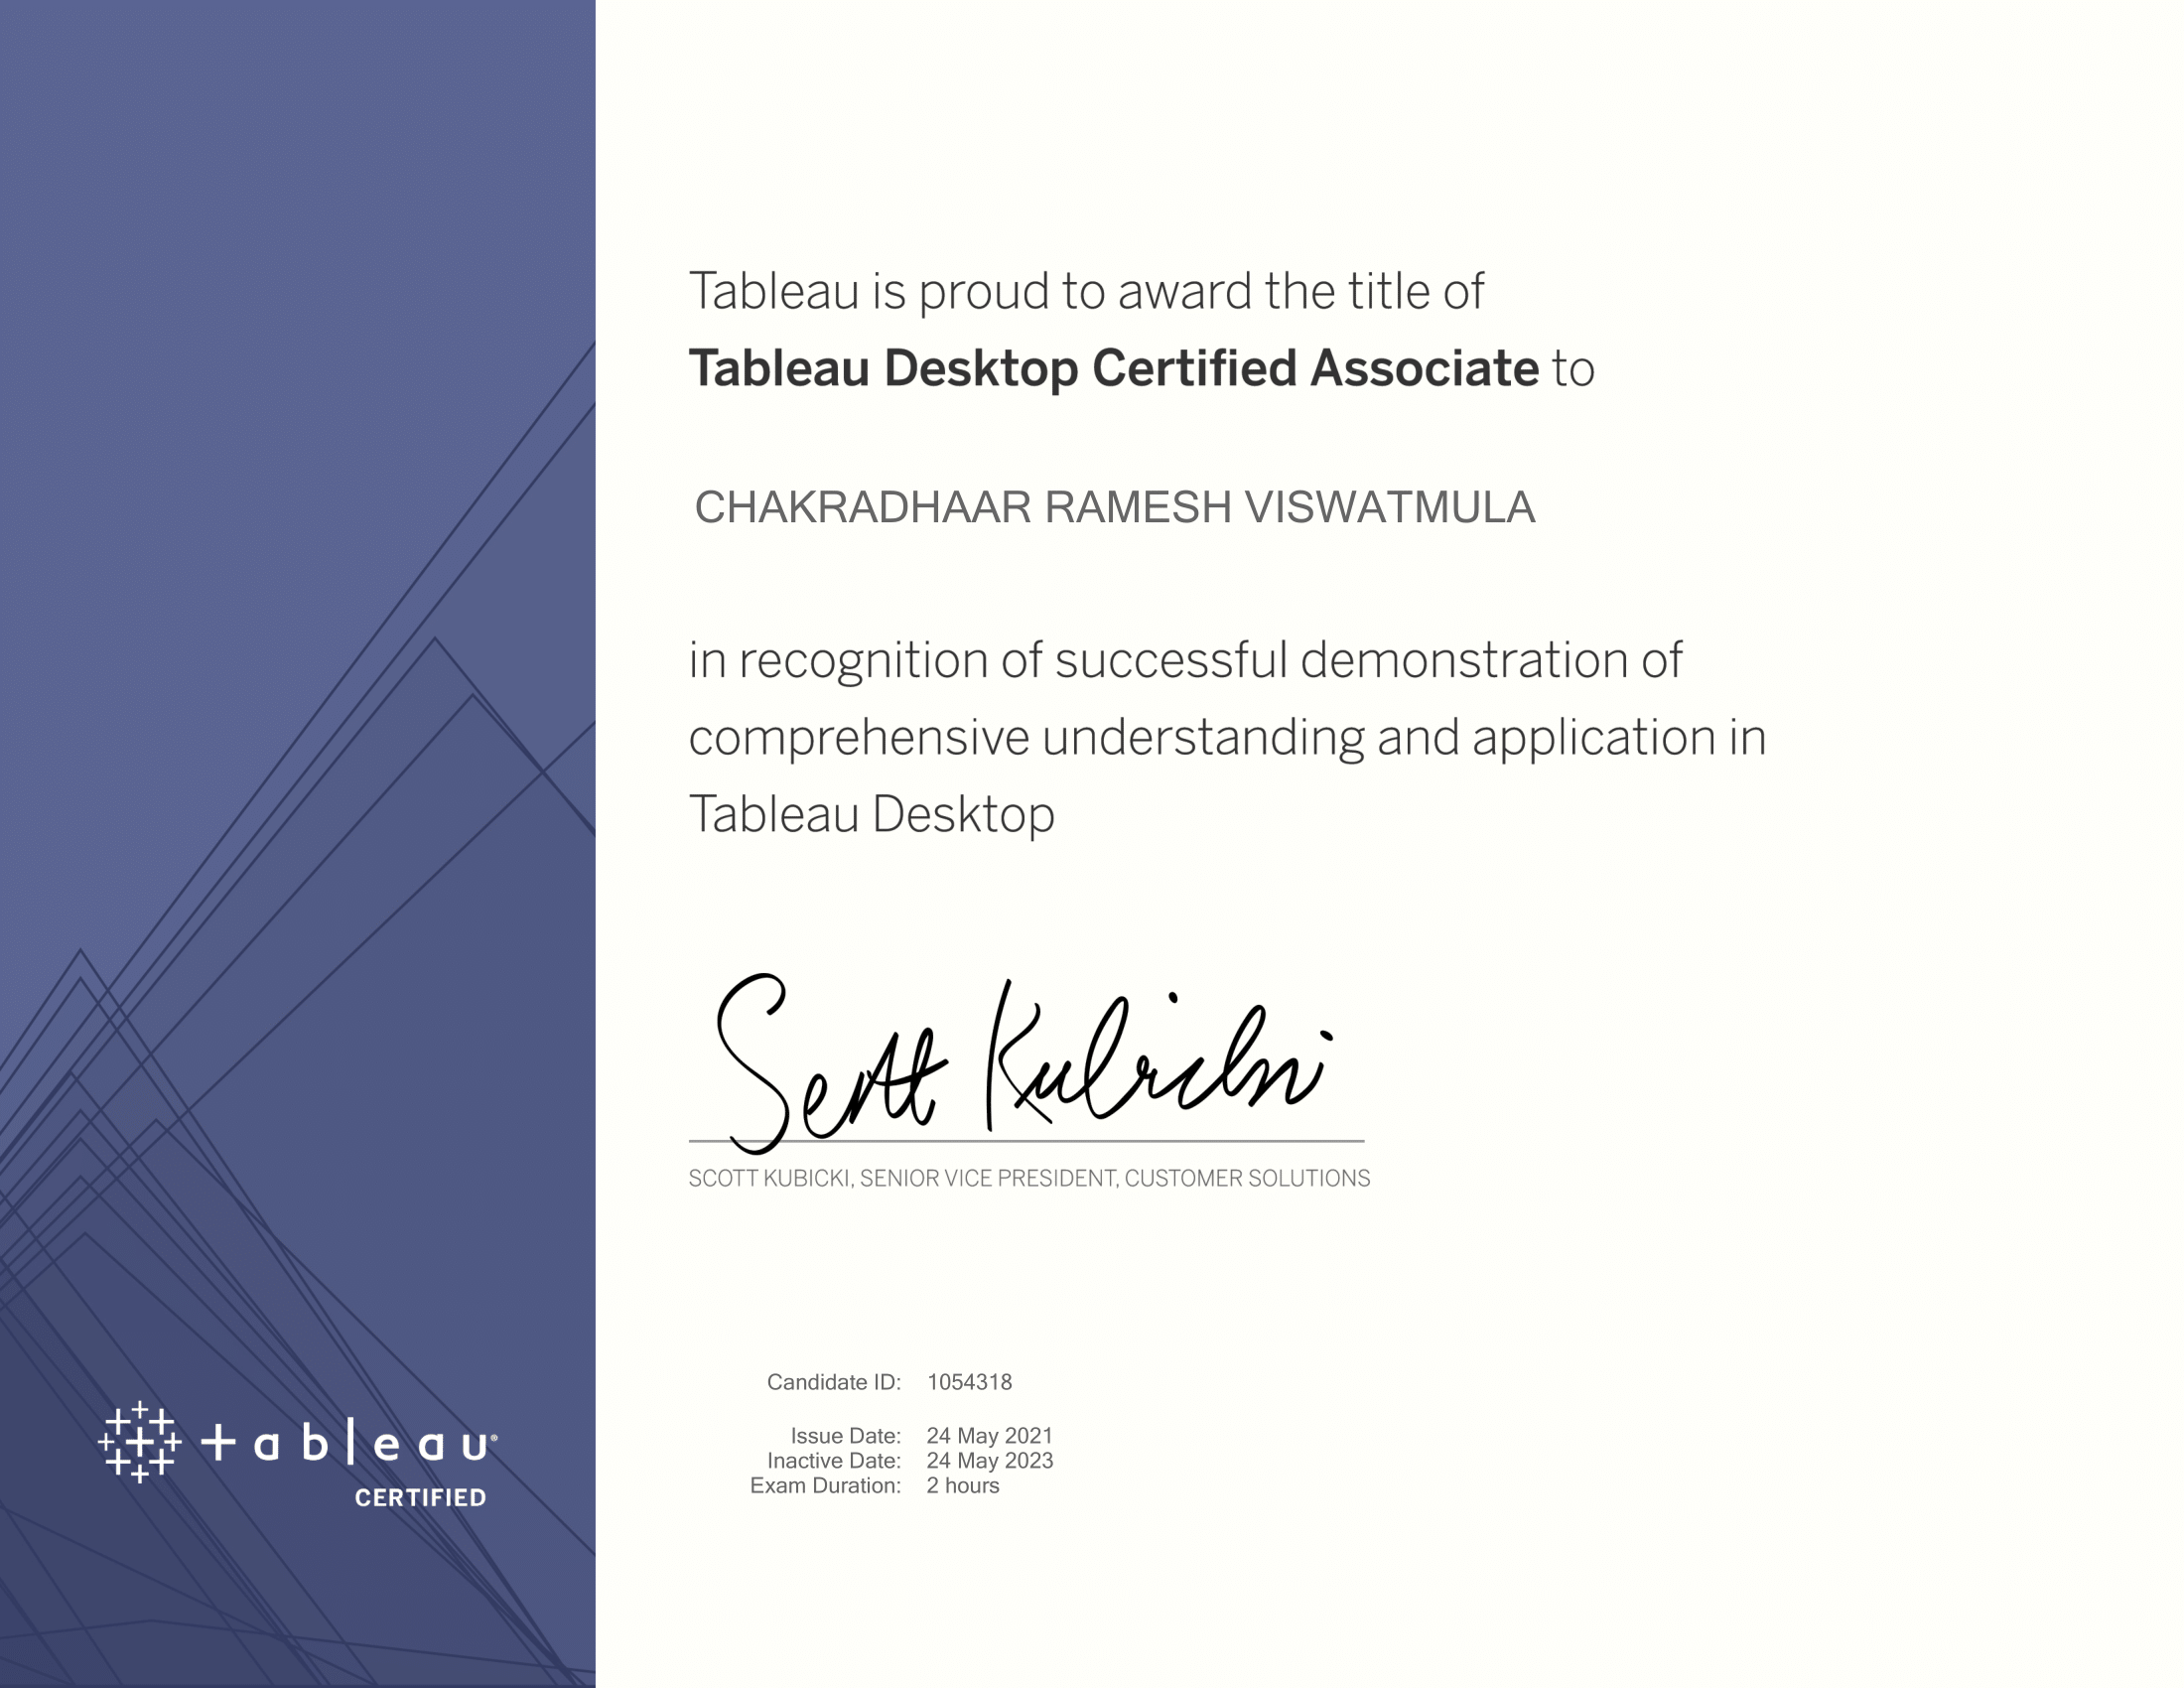 Tableau is proud to award the title of
Tableau Desktop Certified Associate to
CHAKRADHAAR RAMESH VISWATMULA
in recognition of successful demonstration of
comprehensive understanding and application in
Tableau Desktop
Scott Kubicki
SCOTT KUBICKI, SENIOR VICE PRESIDENT, CUSTOMER SOLUTIONS
Candidate ID: 1054318
Issue Date: 24 May 2021
Inactive Date: 24 May 2023
Exam Duration: 2 hours
+ableau®
CERTIFIED